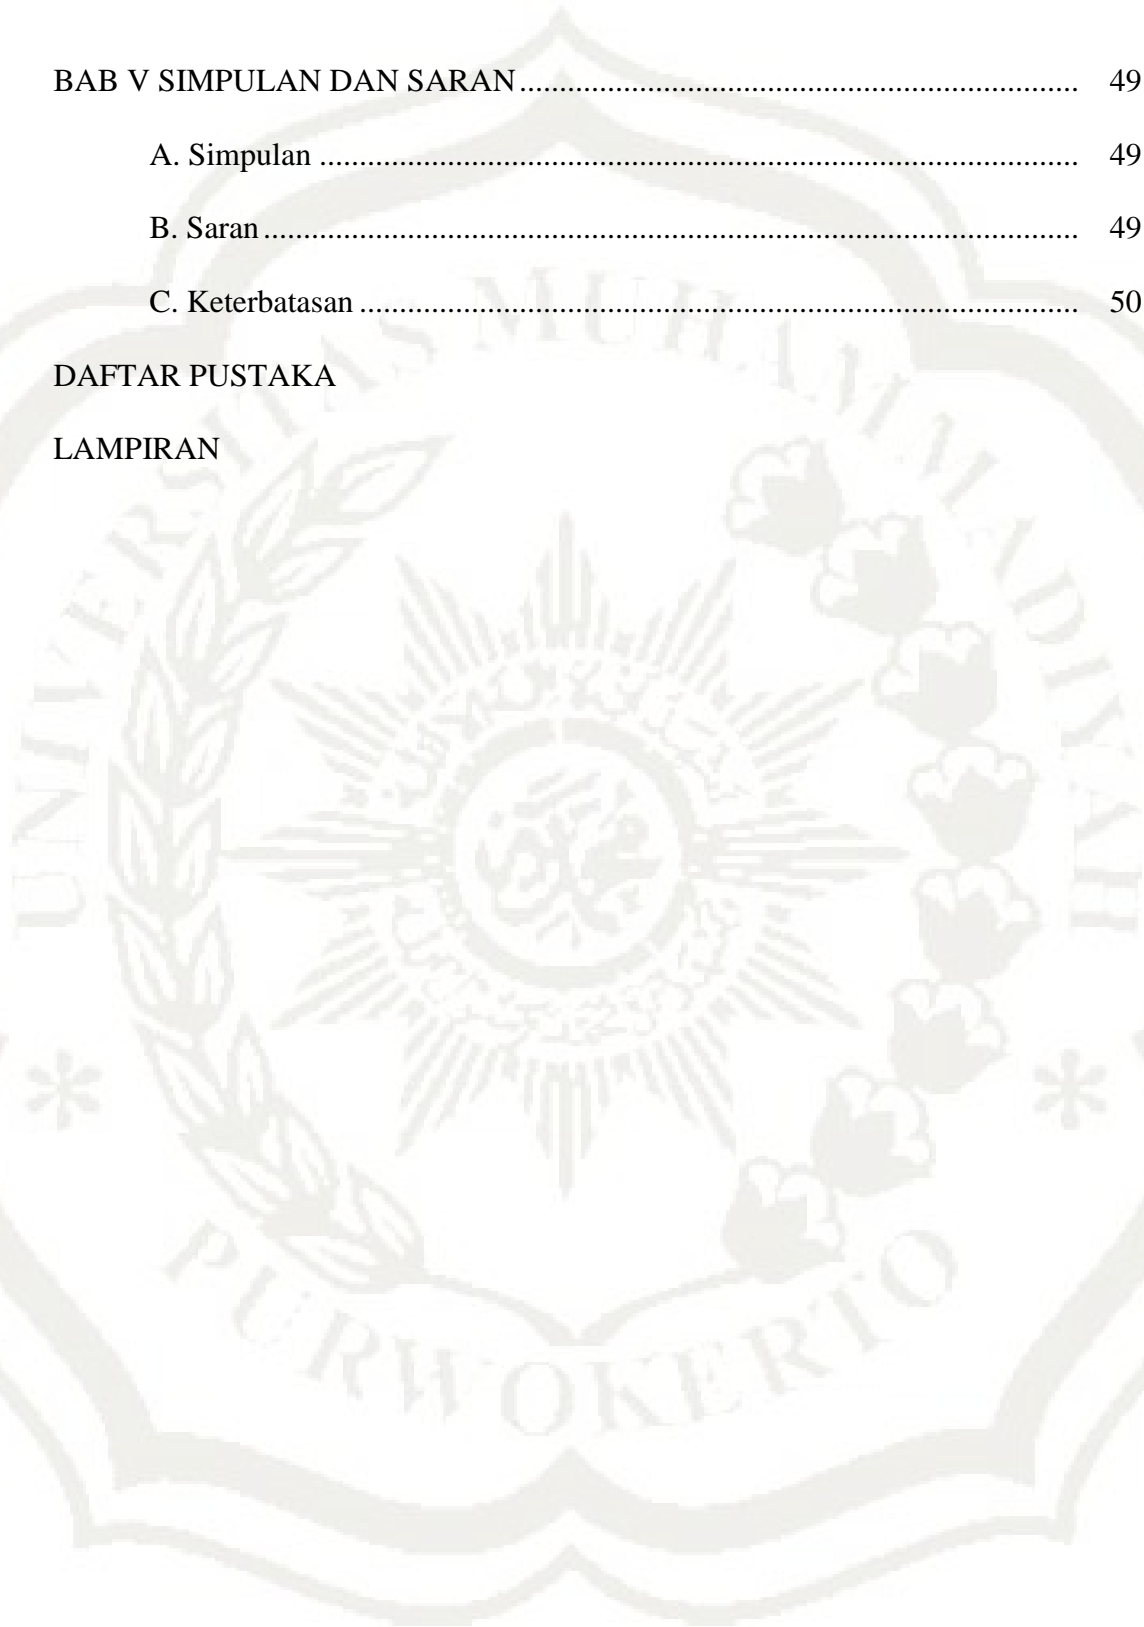 BAB V SIMPULAN DAN SARAN ........................................................................ 49
A. Simpulan ................................................................................................ 49
B. Saran ....................................................................................................... 49
C. Keterbatasan ........................................................................................... 50
DAFTAR PUSTAKA
LAMPIRAN
UNIVERSITAS MUHAMMADIYAH
PURWOKERTO